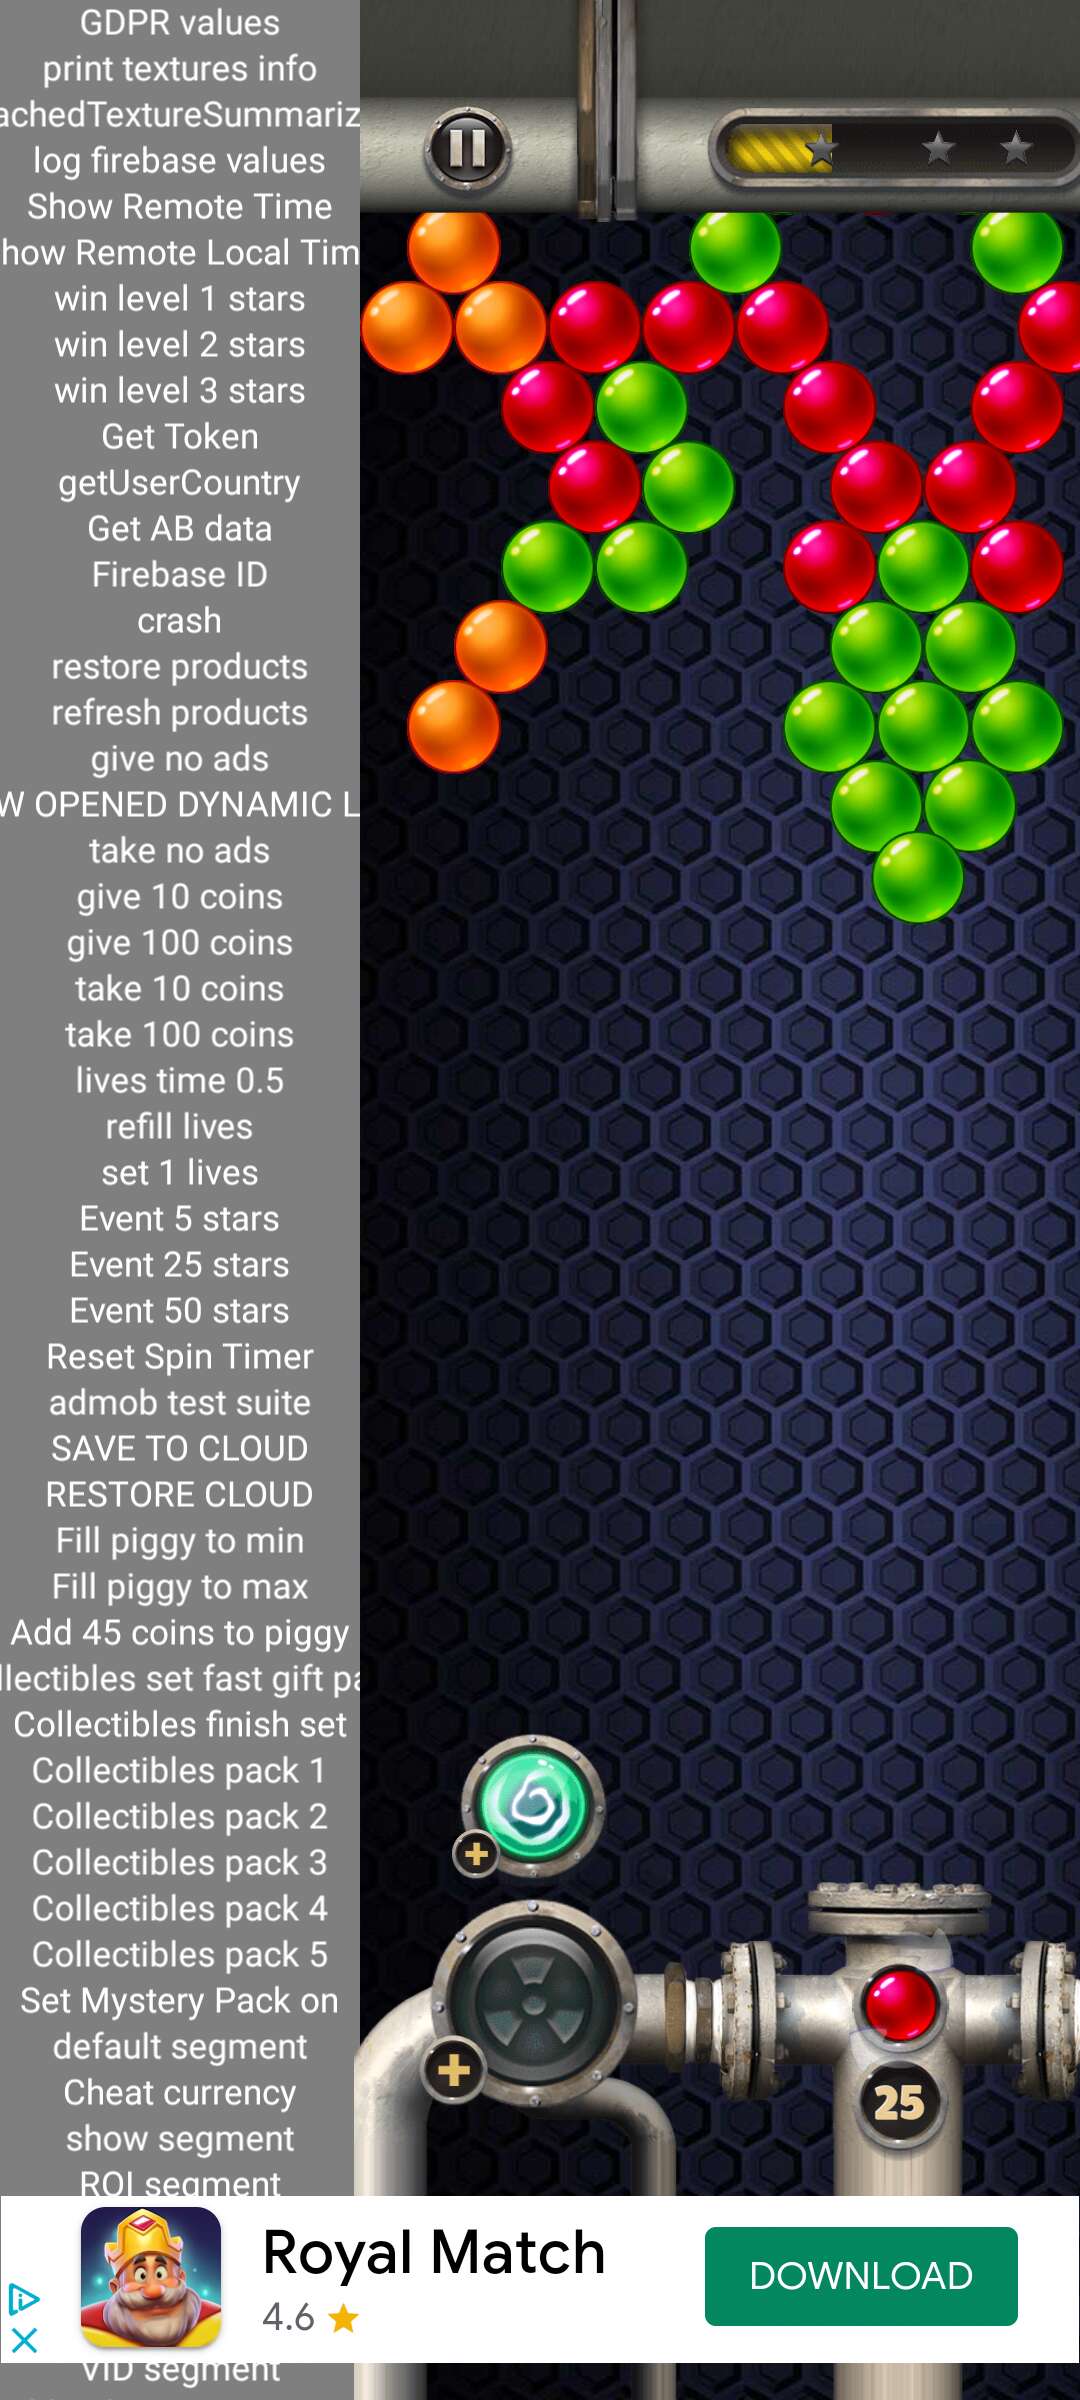 GDPR values
print textures info
achedTextureSummariz
log firebase values
Show Remote Time
how Remote Local Tim
win level 1 stars
win level 2 stars
win level 3 stars
Get Token
getUserCountry
Get AB data
Firebase ID
crash
restore products
refresh products
give no ads
W OPENED DYNAMIC L
take no ads
give 10 coins
give 100 coins
take 10 coins
take 100 coins
lives time 0.5
refill lives
set 1 lives
Event 5 stars
Event 25 stars
Event 50 stars
Reset Spin Timer
admob test suite
SAVE TO CLOUD
RESTORE CLOUD
Fill piggy to min
Fill piggy to max
Add 45 coins to piggy
llectibles set fast gift pa
Collectibles finish set
Collectibles pack 1
Collectibles pack 2
Collectibles pack 3
Collectibles pack 4
Collectibles pack 5
Set Mystery Pack on
default segment
Cheat currency
show segment
ROI segment
25
Royal Match
4.6
DOWNLOAD
VID segment